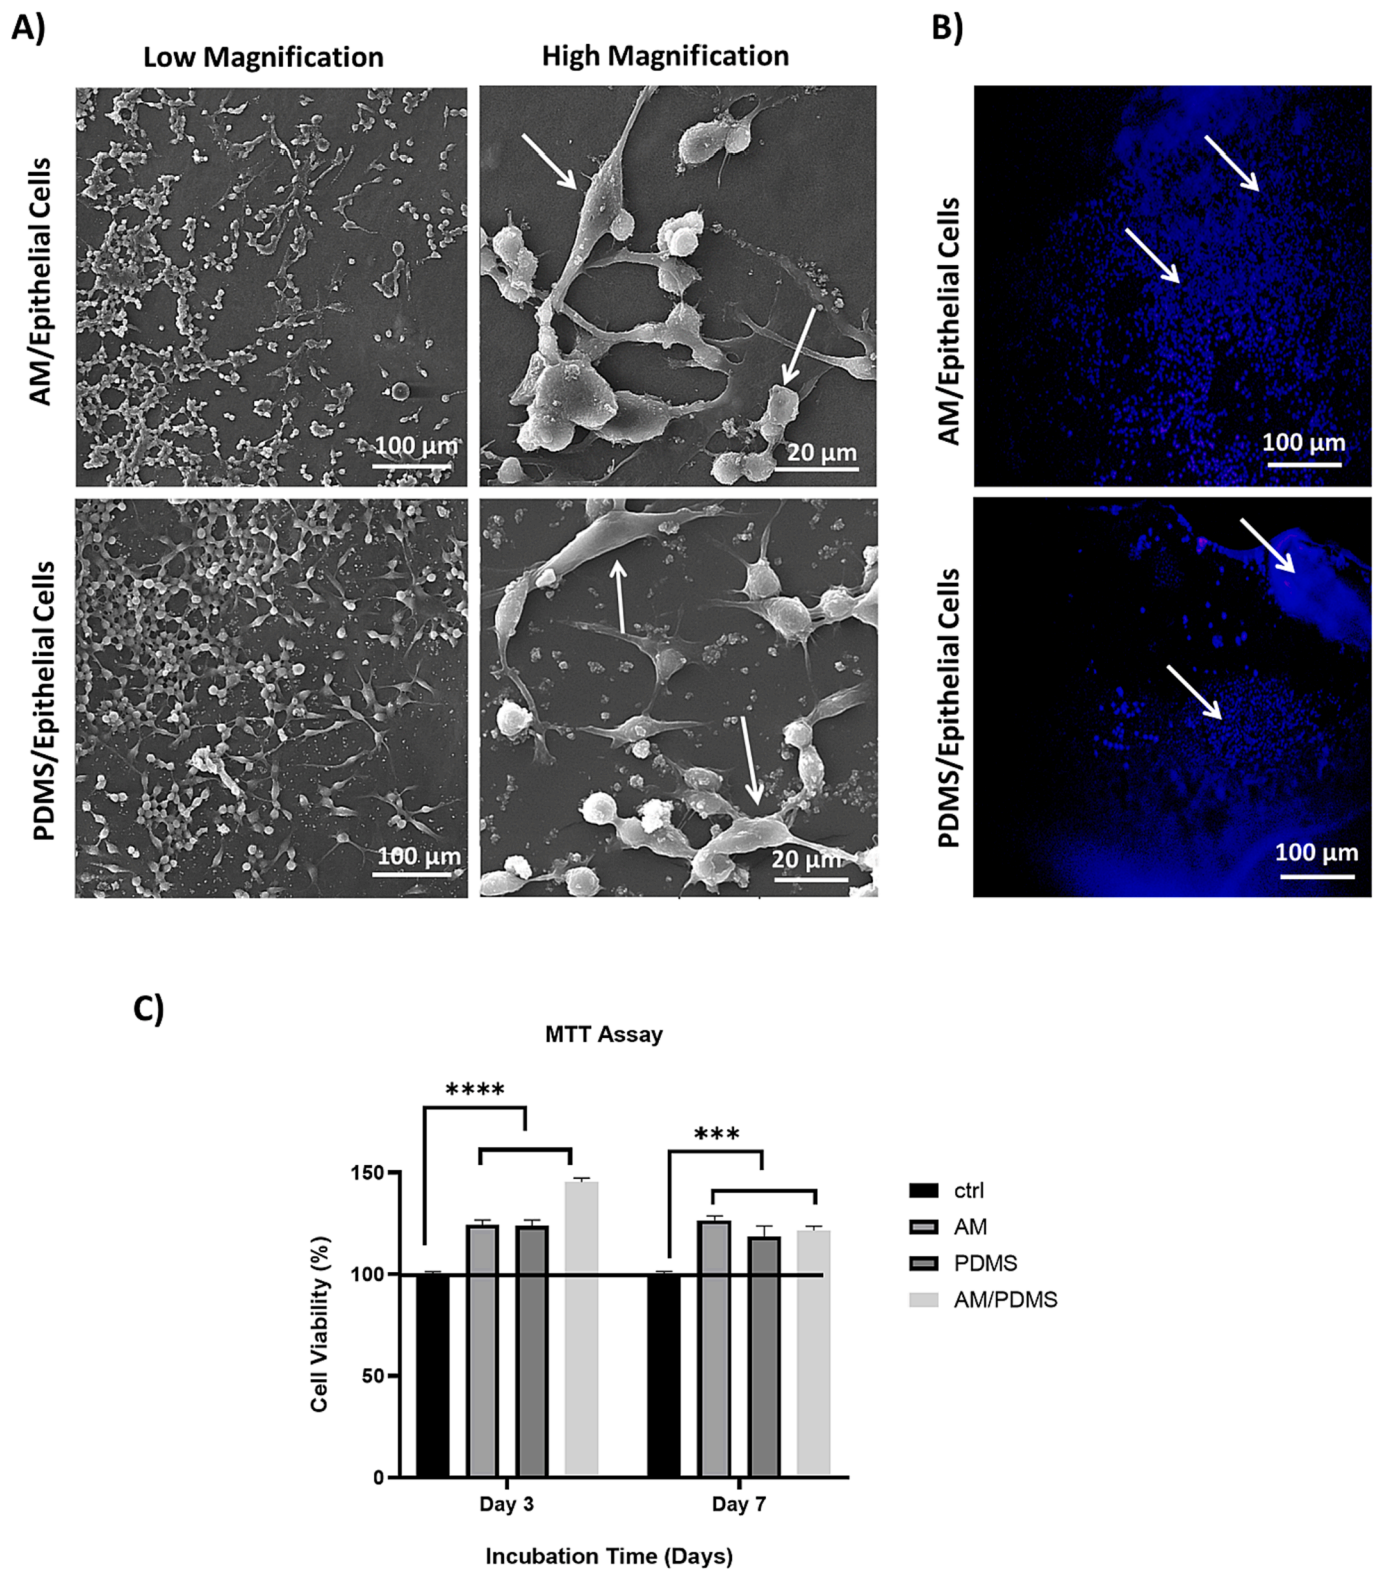 A)
B)
Low Magnification
High Magnification
AM/Epithelial Cells
100 µm
20 µm
AM/Epithelial Cells
100 µm
PDMS/Epithelial Cells
100 µm
20 µm
PDMS/Epithelial Cells
100 µm
C)
MTT Assay
****
***
150
100
50
0
Cell Viability (%)
Day 3
Day 7
Incubation Time (Days)
ctrl
AM
PDMS
AM/PDMS